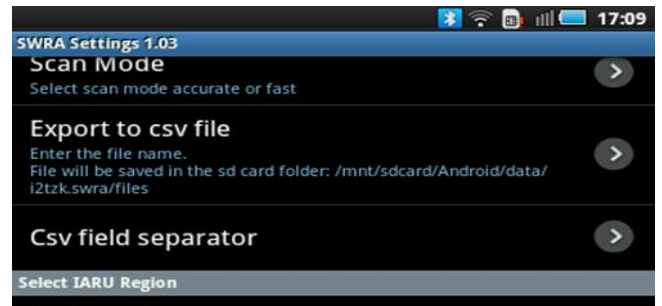 17:09
SWRA Settings 1.03
Scan Mode
Select scan mode accurate or fast
Export to csv file
Enter the file name.
File will be saved in the sd card folder: /mnt/sdcard/Android/data/
i2tzk.swra/files
Csv field separator
Select IARU Region